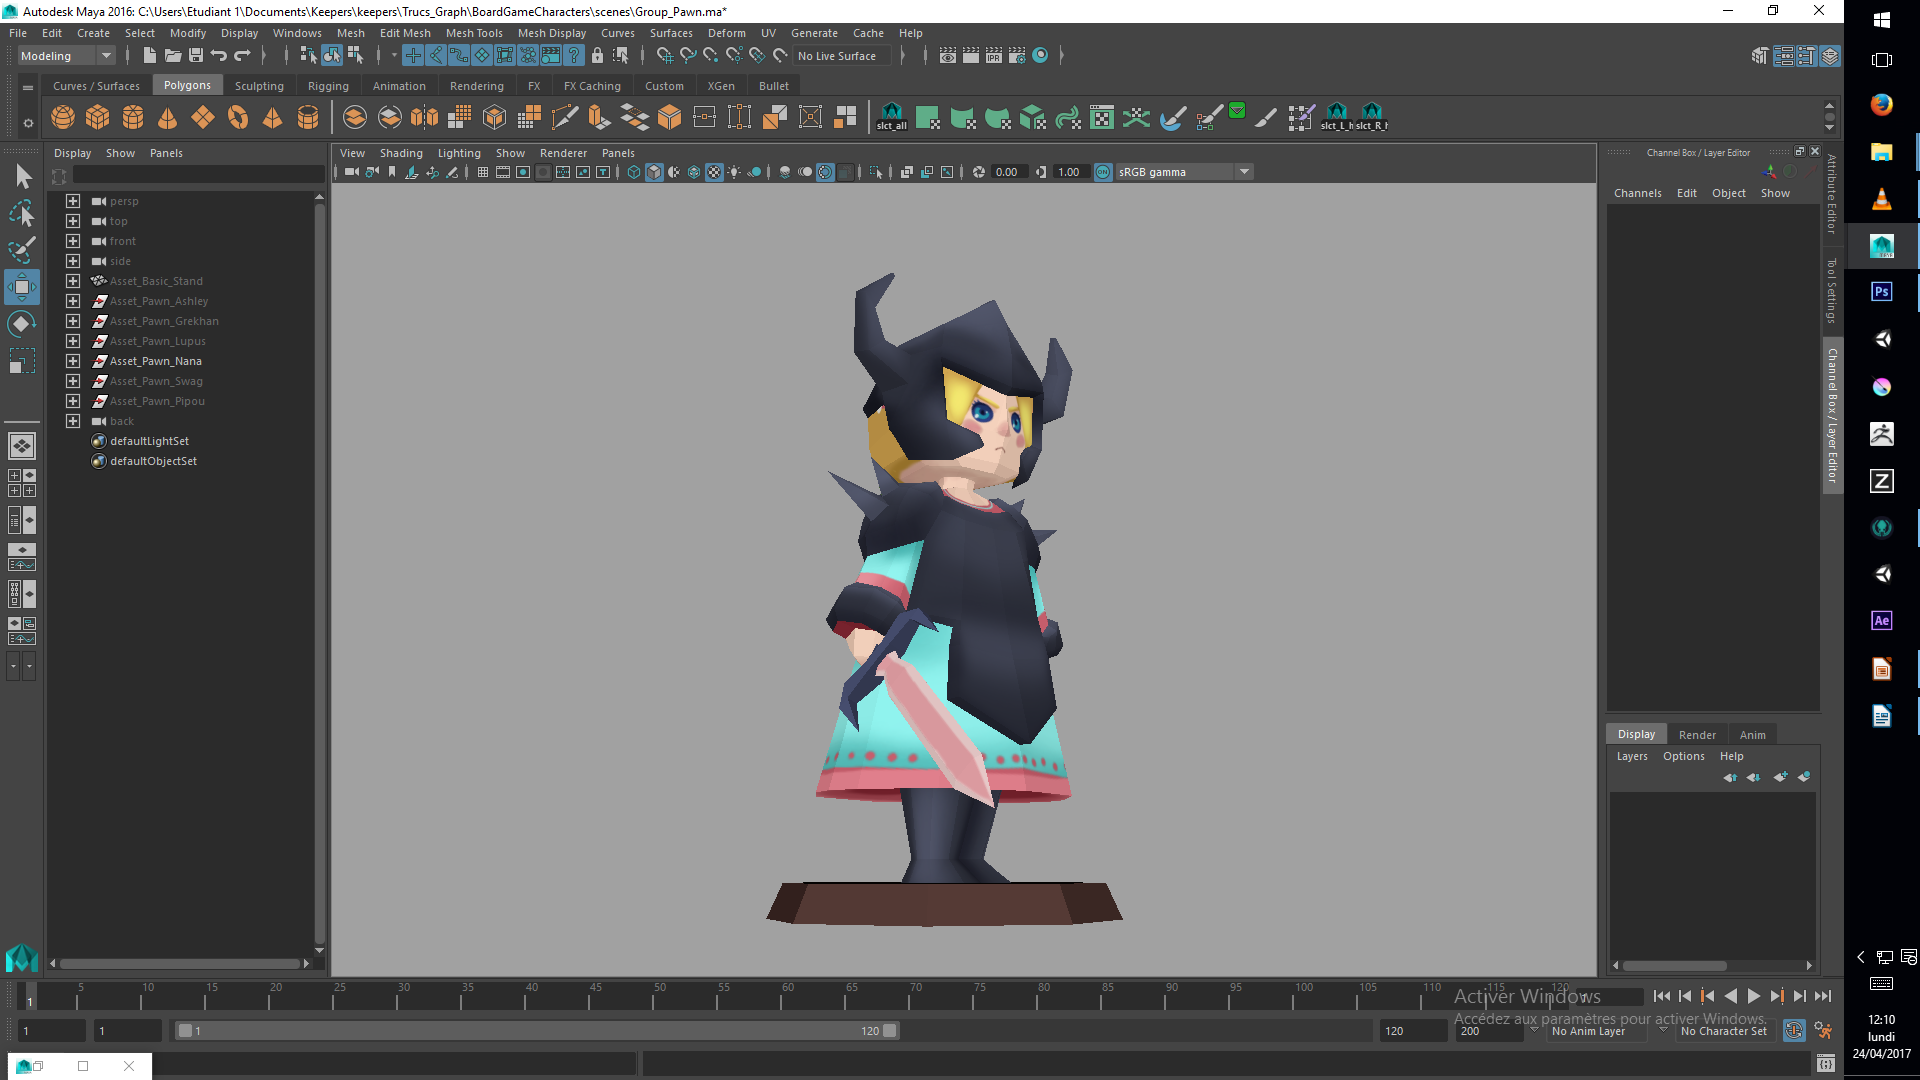 Autodesk Maya 2016: C:\Users\Etudiant 1\Documents\Keepers\keepers\Trucs_Graph\BoardGameCharacters\scenes\Group_Pawn.ma*
File Edit Create Select Modify Display Windows Mesh Edit Mesh Mesh Tools Mesh Display Curves Surfaces Deform UV Generate Cache Help
Modeling No Live Surface
Curves / Surfaces Polygons Sculpting Rigging Animation Rendering FX FX Caching Custom XGen Bullet
slct_all slct_L_h slct_R_h
Display Show Panels
View Shading Lighting Show Renderer Panels
0.00 1.00 ON sRGB gamma
persp
top
front
side
Asset_Basic_Stand
Asset_Pawn_Ashley
Asset_Pawn_Grekhan
Asset_Pawn_Lupus
Asset_Pawn_Nana
Asset_Pawn_Swag
Asset_Pawn_Pipou
back
defaultLightSet
defaultObjectSet
Channel Box / Layer Editor
Channels Edit Object Show
Attribute Editor
Tool Settings
Channel Box / Layer Editor
Display Render Anim
Layers Options Help
1 5 10 15 20 25 30 35 40 45 50 55 60 65 70 75 80 85 90 95 100 105 110 115 120
1 1 1 120 120 200 No Anim Layer No Character Set
Activer Windows
Accédez aux paramètres pour activer Windows.
IPR
Ps
Z
Ae
12:10
lundi
24/04/2017